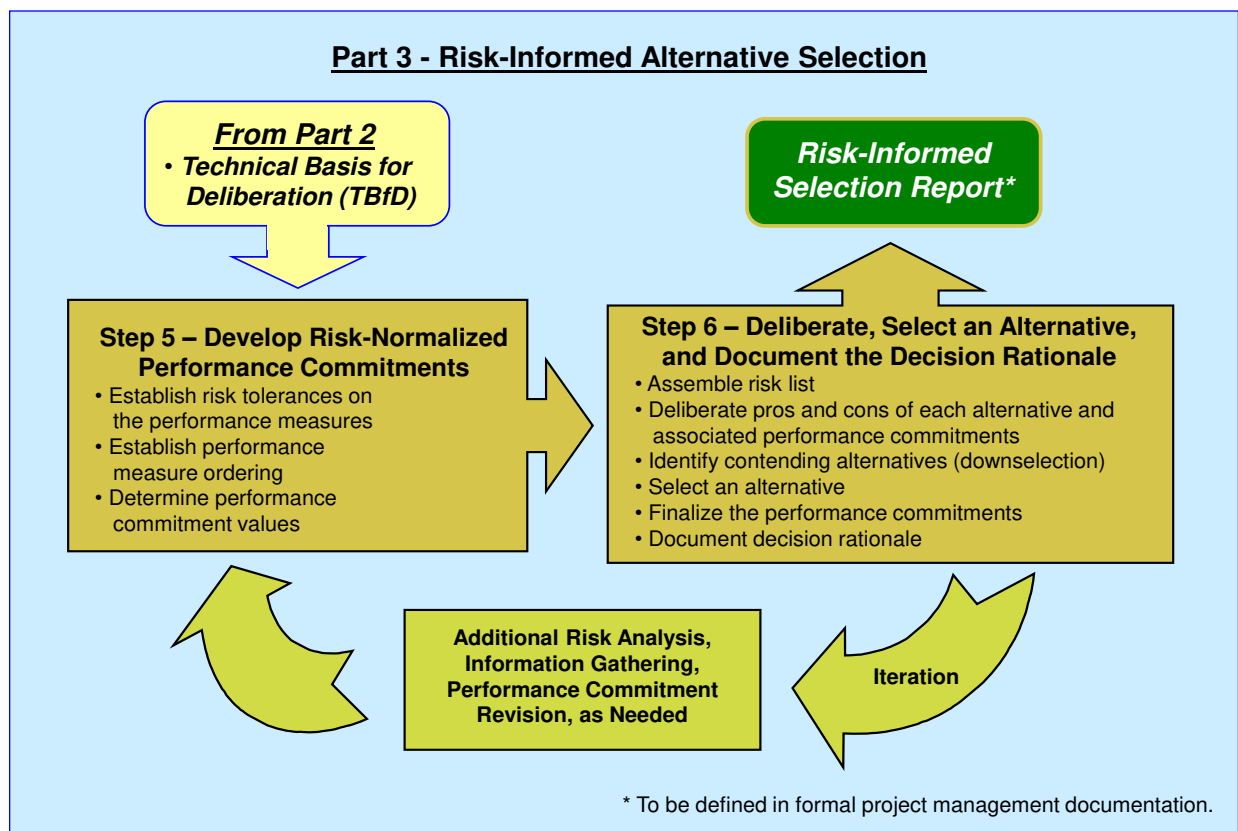 Part 3 - Risk-Informed Alternative Selection
From Part 2
• Technical Basis for
Deliberation (TBfD)
Risk-Informed
Selection Report*
Step 5 – Develop Risk-Normalized
Performance Commitments
• Establish risk tolerances on
the performance measures
• Establish performance
measure ordering
• Determine performance
commitment values
Step 6 – Deliberate, Select an Alternative,
and Document the Decision Rationale
• Assemble risk list
• Deliberate pros and cons of each alternative and
associated performance commitments
• Identify contending alternatives (downselection)
• Select an alternative
• Finalize the performance commitments
• Document decision rationale
Additional Risk Analysis,
Information Gathering,
Performance Commitment
Revision, as Needed
Iteration
* To be defined in formal project management documentation.